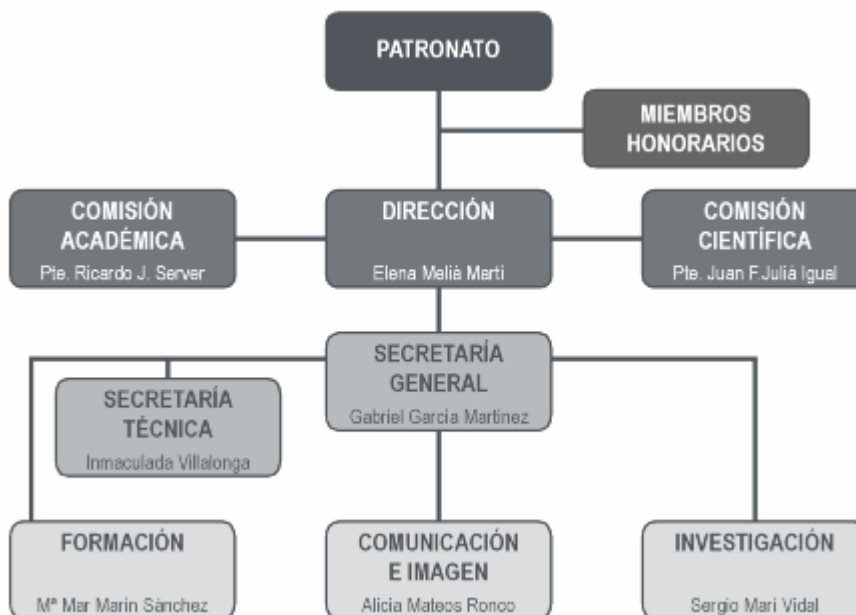 PATRONATO
MIEMBROS
HONORARIOS
COMISIÓN
ACADÉMICA
Pte. Ricardo J. Server
DIRECCIÓN
Elena Melià Martí
COMISIÓN
CIENTÍFICA
Pte. Juan F.Juliá Igual
SECRETARÍA
GENERAL
Gabriel García Martínez
SECRETARÍA
TÉCNICA
Inmaculada Villalonga
FORMACIÓN
Mª Mar Marín Sánchez
COMUNICACIÓN
E IMAGEN
Alicia Mateos Ronco
INVESTIGACIÓN
Sergio Marí Vidal